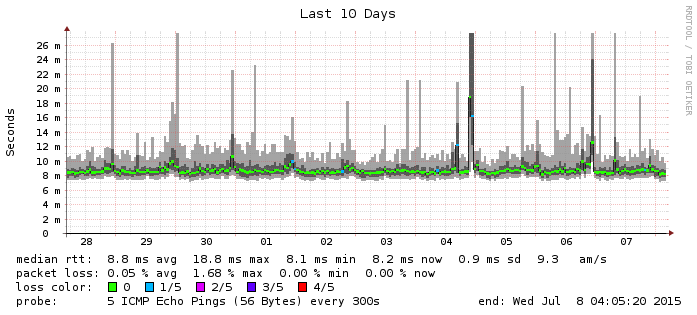 Last 10 Days
RRDTOOL / TOBI OETIKER
Seconds
26 m
24 m
22 m
20 m
18 m
16 m
14 m
12 m
10 m
8 m
6 m
4 m
2 m
0
28 29 30 01 02 03 04 05 06 07
median rtt: 8.8 ms avg 18.8 ms max 8.1 ms min 8.2 ms now 0.9 ms sd 9.3 am/s
packet loss: 0.05 % avg 1.68 % max 0.00 % min 0.00 % now
loss color: 0 1/5 2/5 3/5 4/5
probe: 5 ICMP Echo Pings (56 Bytes) every 300s end: Wed Jul 8 04:05:20 2015